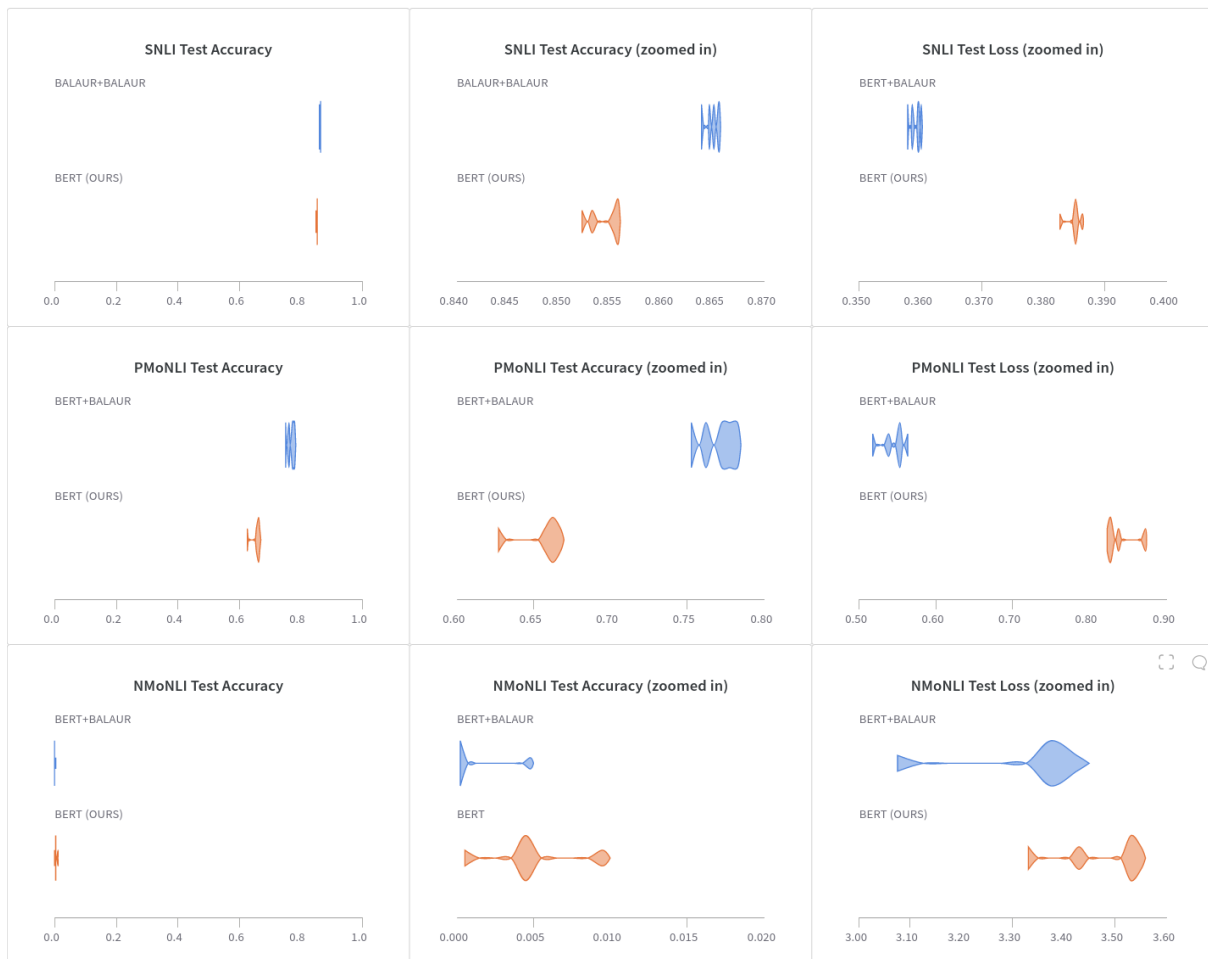 SNLI Test Accuracy
BALAUR+BALAUR
BERT (OURS)
0.0 0.2 0.4 0.6 0.8 1.0
SNLI Test Accuracy (zoomed in)
BALAUR+BALAUR
BERT (OURS)
0.840 0.845 0.850 0.855 0.860 0.865 0.870
SNLI Test Loss (zoomed in)
BERT+BALAUR
BERT (OURS)
0.350 0.360 0.370 0.380 0.390 0.400
PMoNLI Test Accuracy
BERT+BALAUR
BERT (OURS)
0.0 0.2 0.4 0.6 0.8 1.0
PMoNLI Test Accuracy (zoomed in)
BERT+BALAUR
BERT (OURS)
0.60 0.65 0.70 0.75 0.80
PMoNLI Test Loss (zoomed in)
BERT+BALAUR
BERT (OURS)
0.50 0.60 0.70 0.80 0.90
NMoNLI Test Accuracy
BERT+BALAUR
BERT (OURS)
0.0 0.2 0.4 0.6 0.8 1.0
NMoNLI Test Accuracy (zoomed in)
BERT+BALAUR
BERT
0.000 0.005 0.010 0.015 0.020
NMoNLI Test Loss (zoomed in)
BERT+BALAUR
BERT (OURS)
3.00 3.10 3.20 3.30 3.40 3.50 3.60